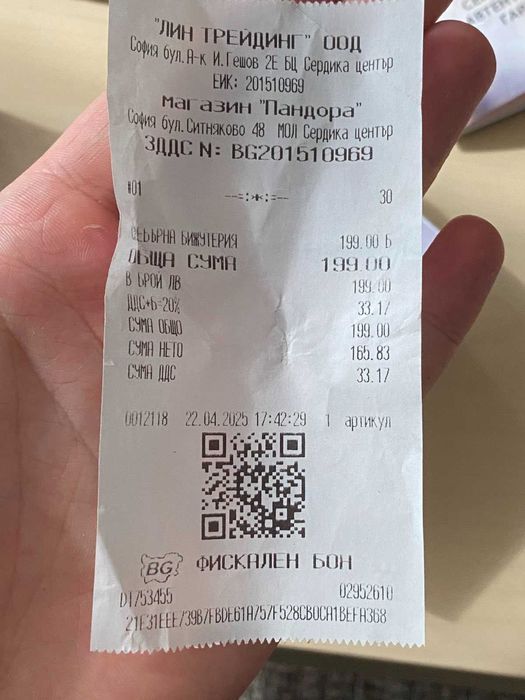 "ЛИН ТРЕЙДИНГ" ООД
София бул.А-к И.Гешов 2Е БЦ Сердика център
ЕИК: 201510969
Магазин "Пандора"
София бул.Ситняково 48 МОЛ Сердика център
ЗДДС N: BG201510969
#01 --=:ж:=-- 30
СЕБЪРНА БИЖУТЕРИЯ 199.00 Б
ОБЩА СУМА 199.00
В БРОЙ ЛВ 199.00
ДДС*Б=20% 33.17
СУМА ОБЩО 199.00
СУМА НЕТО 165.83
СУМА ДДС 33.17
0012118 22.04.2025 17:42:29 1 артикул
BG ФИСКАЛЕН БОН
DT753455 02952610